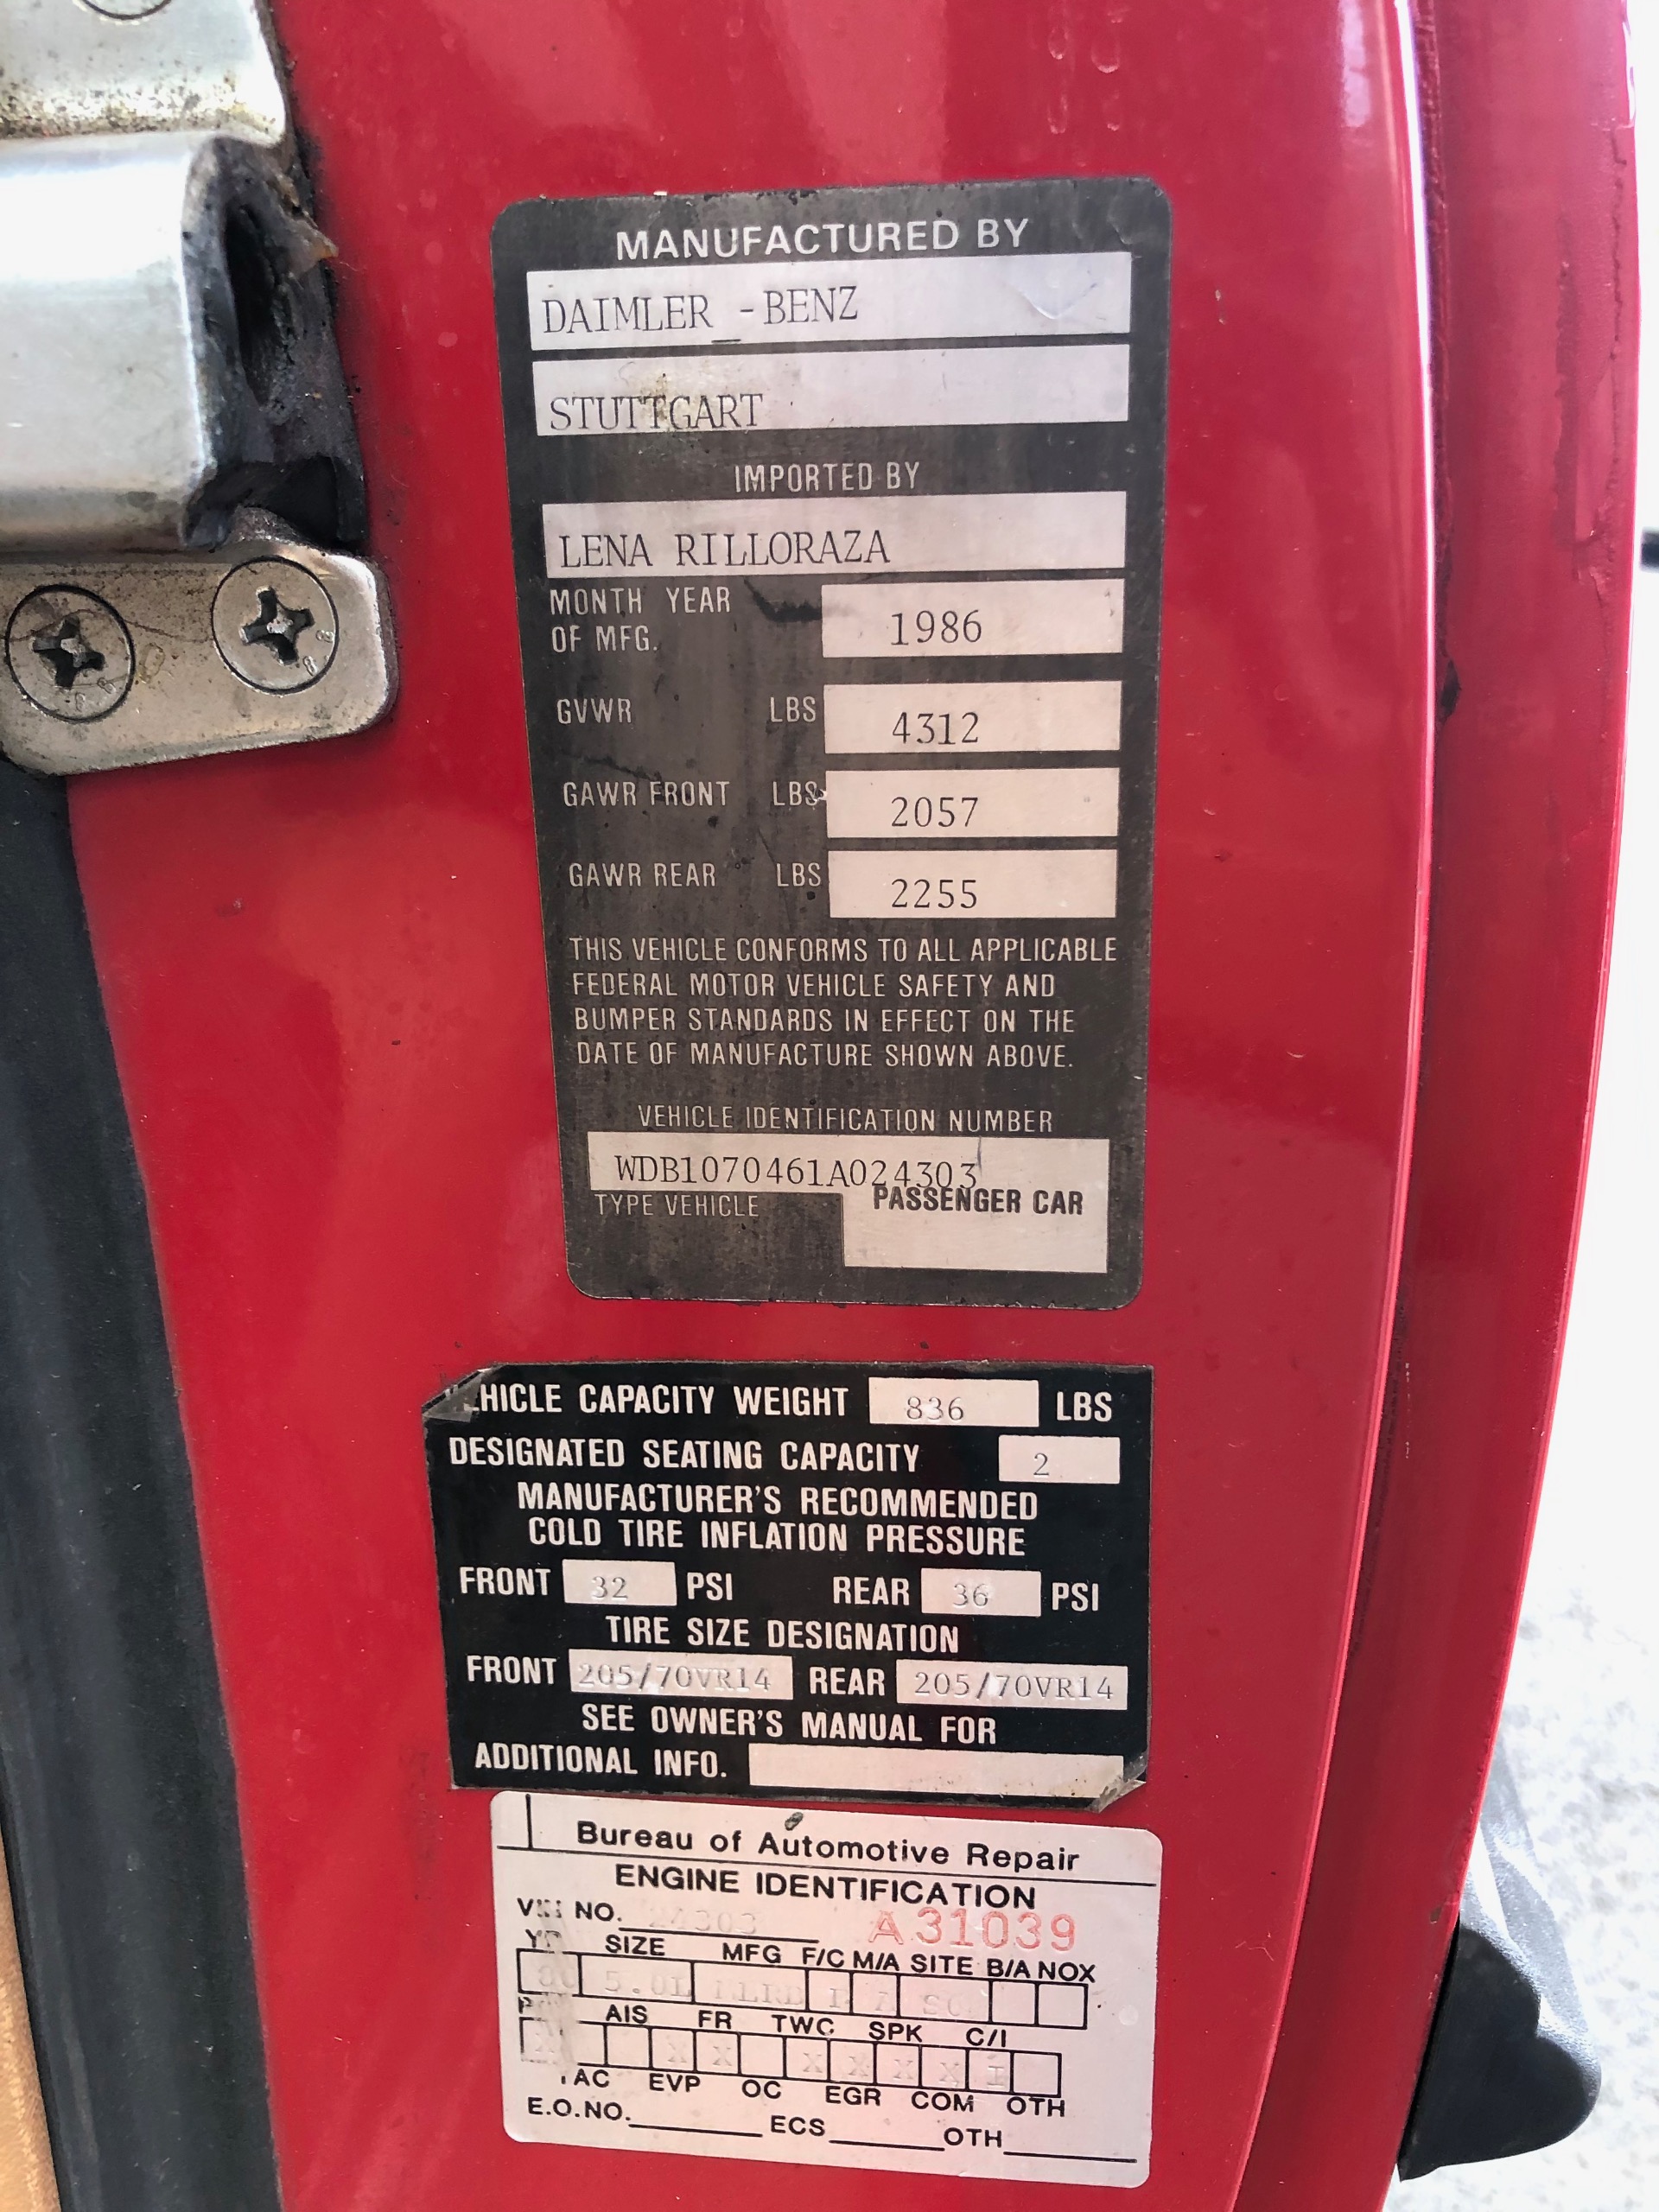 MANUFACTURED BY
DAIMLER -BENZ
STUTTGART
IMPORTED BY
LENA RILLORAZA
MONTH YEAR
OF MFG.
1986
GVWR LBS 4312
GAWR FRONT LBS 2057
GAWR REAR LBS 2255
THIS VEHICLE CONFORMS TO ALL APPLICABLE
FEDERAL MOTOR VEHICLE SAFETY AND
BUMPER STANDARDS IN EFFECT ON THE
DATE OF MANUFACTURE SHOWN ABOVE.
VEHICLE IDENTIFICATION NUMBER
WDB1070461A024303
TYPE VEHICLE PASSENGER CAR
CAPACITY WEIGHT 836 LBS
DESIGNATED SEATING CAPACITY 2
MANUFACTURER'S RECOMMENDED
COLD TIRE INFLATION PRESSURE
FRONT 32 PSI REAR 36 PSI
TIRE SIZE DESIGNATION
FRONT 205/70VR14 REAR 205/70VR14
SEE OWNER'S MANUAL FOR
ADDITIONAL INFO.
Bureau of Automotive Repair
ENGINE IDENTIFICATION
NO. 24303 A31039
SIZE MFG F/C M/A SITE B/A NOX
5.0L
AIS FR TWC SPK C/I
X X X X X X I
EVP OC EGR COM OTH
E.O.NO. ECS OTH